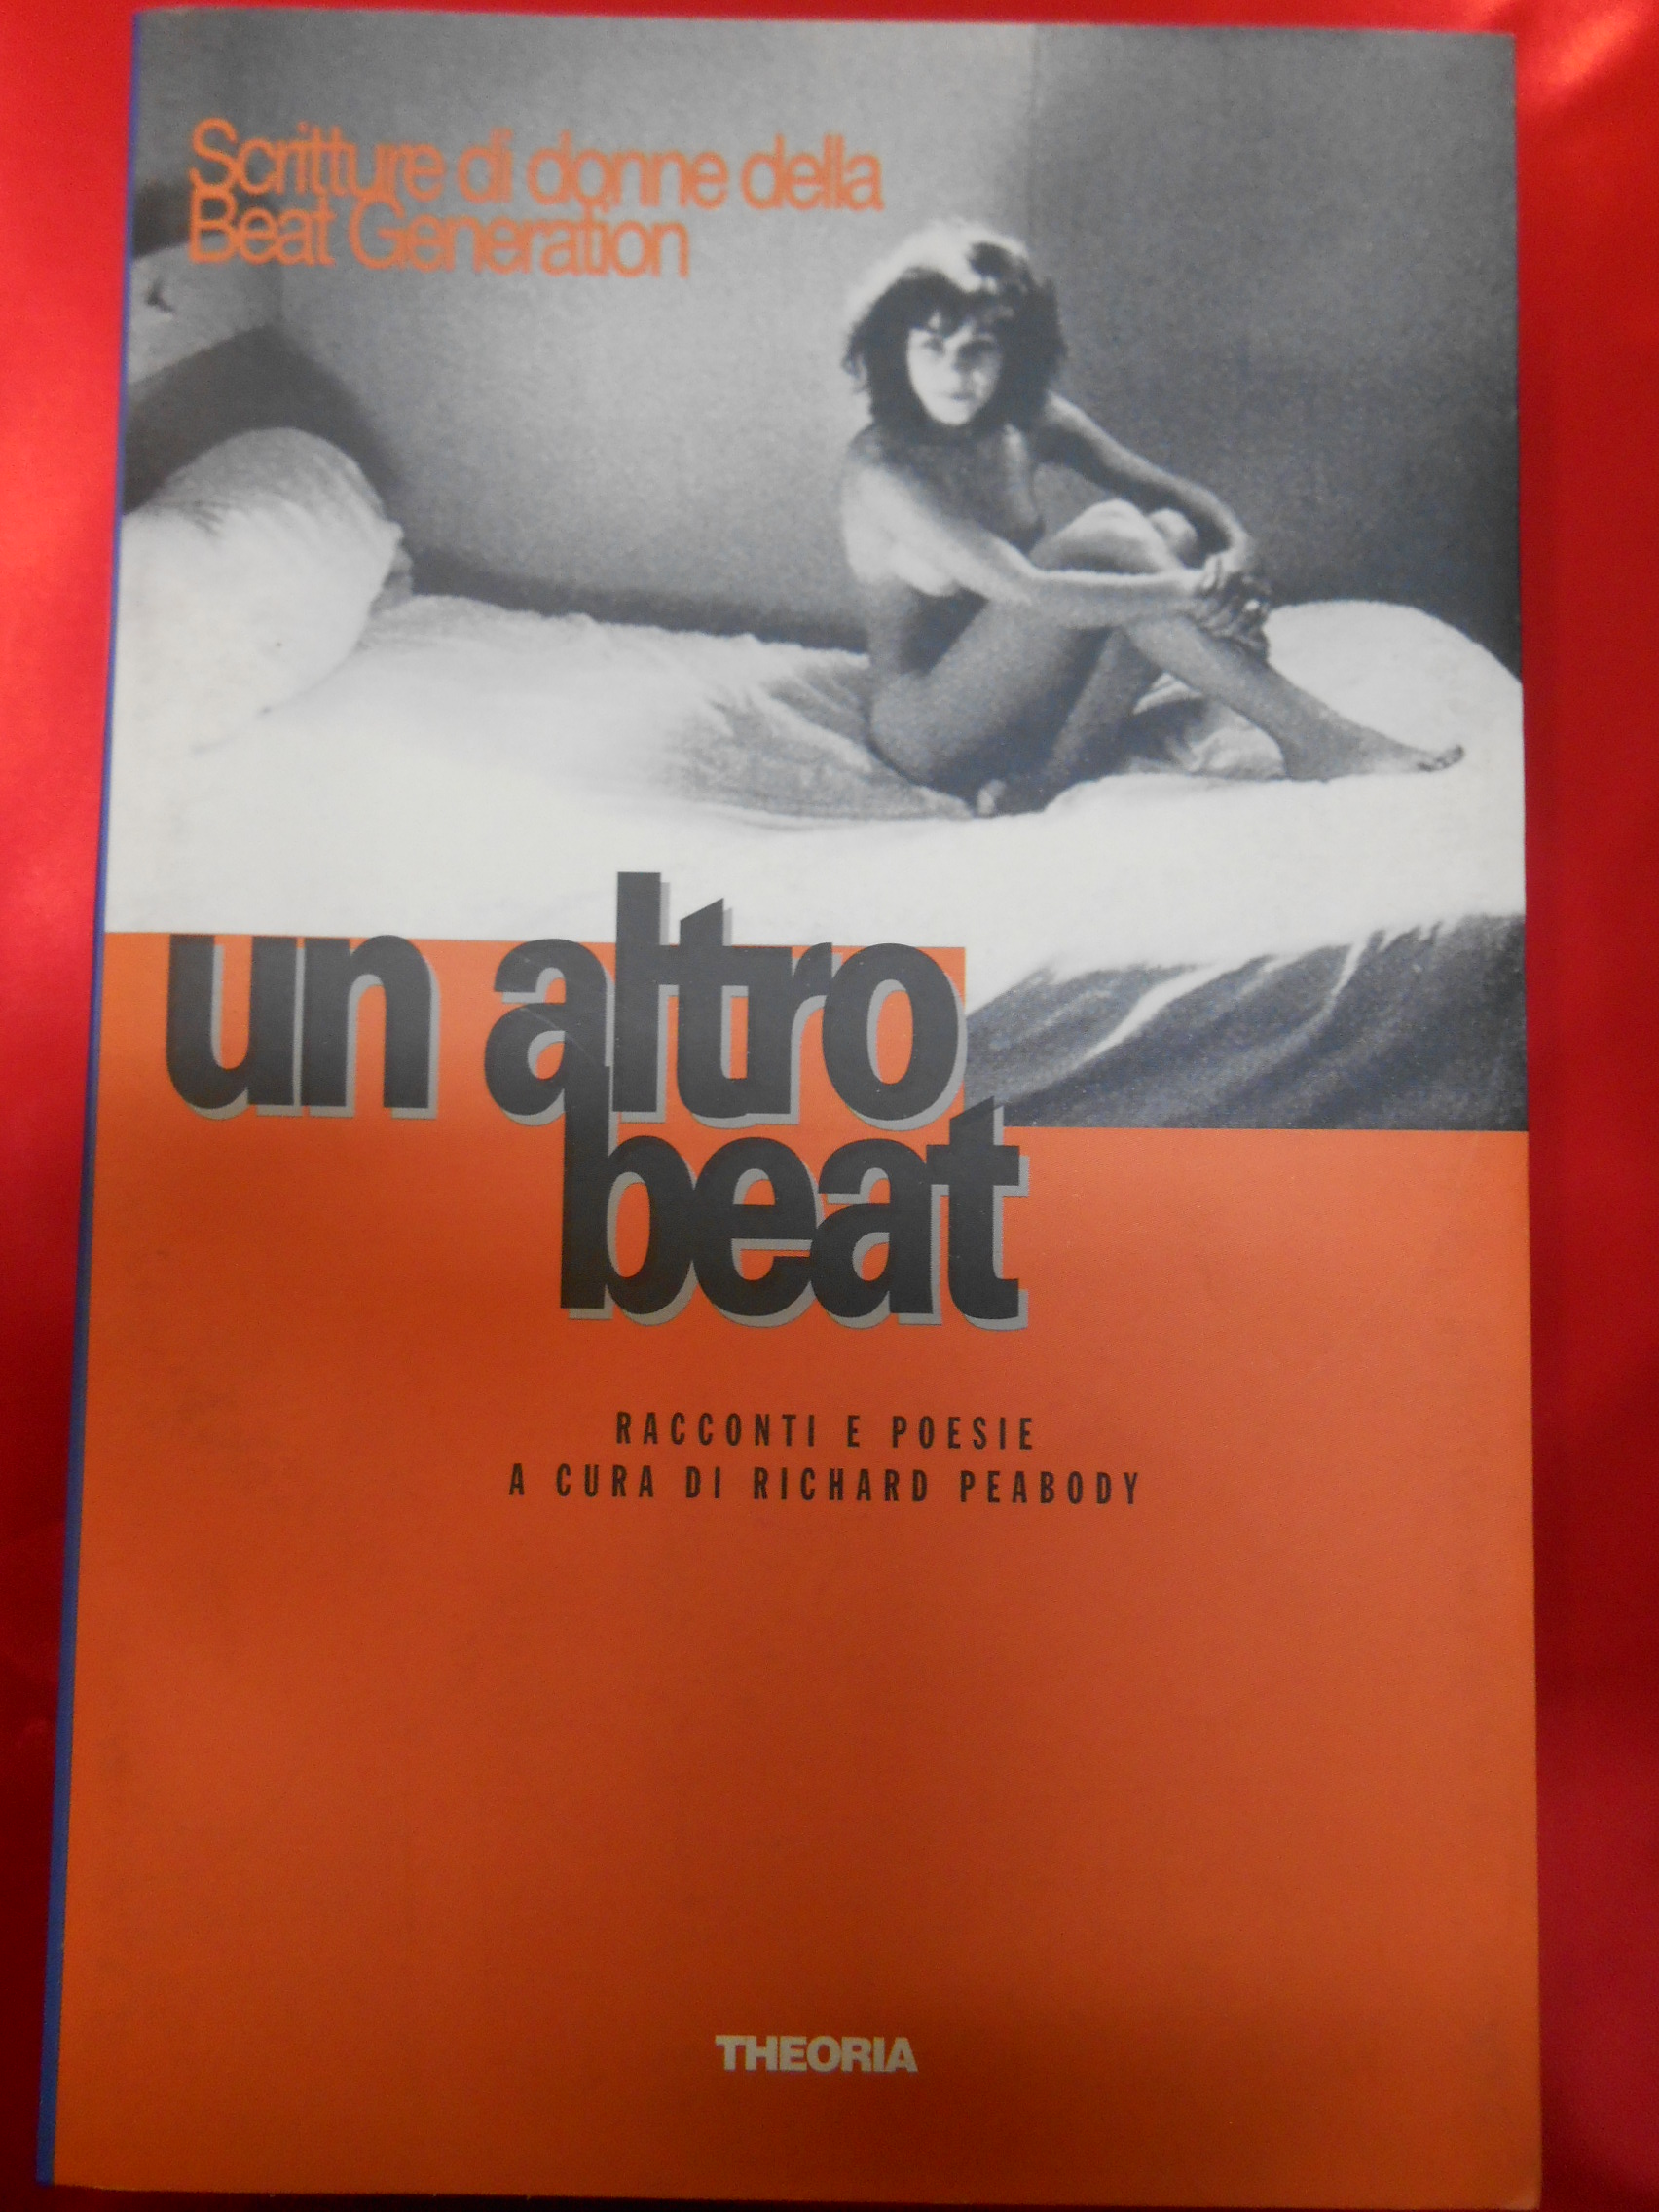 Scritture di donne della
Beat Generation
un altro
beat
RACCONTI E POESIE
A CURA DI RICHARD PEABODY
THEORIA